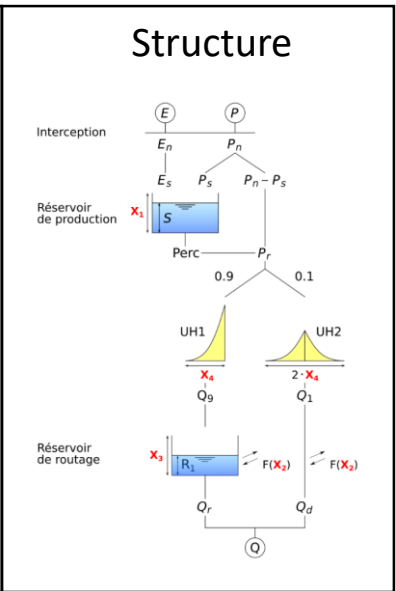 Structure
E P
Interception
En Pn
Es Ps Pn – Ps
Réservoir
de production
X1 S
Perc Pr
0.9 0.1
UH1 UH2
X4 2·X4
Q9 Q1
Réservoir
de routage
X3 R1 F(X2) F(X2)
Qr Qd
Q